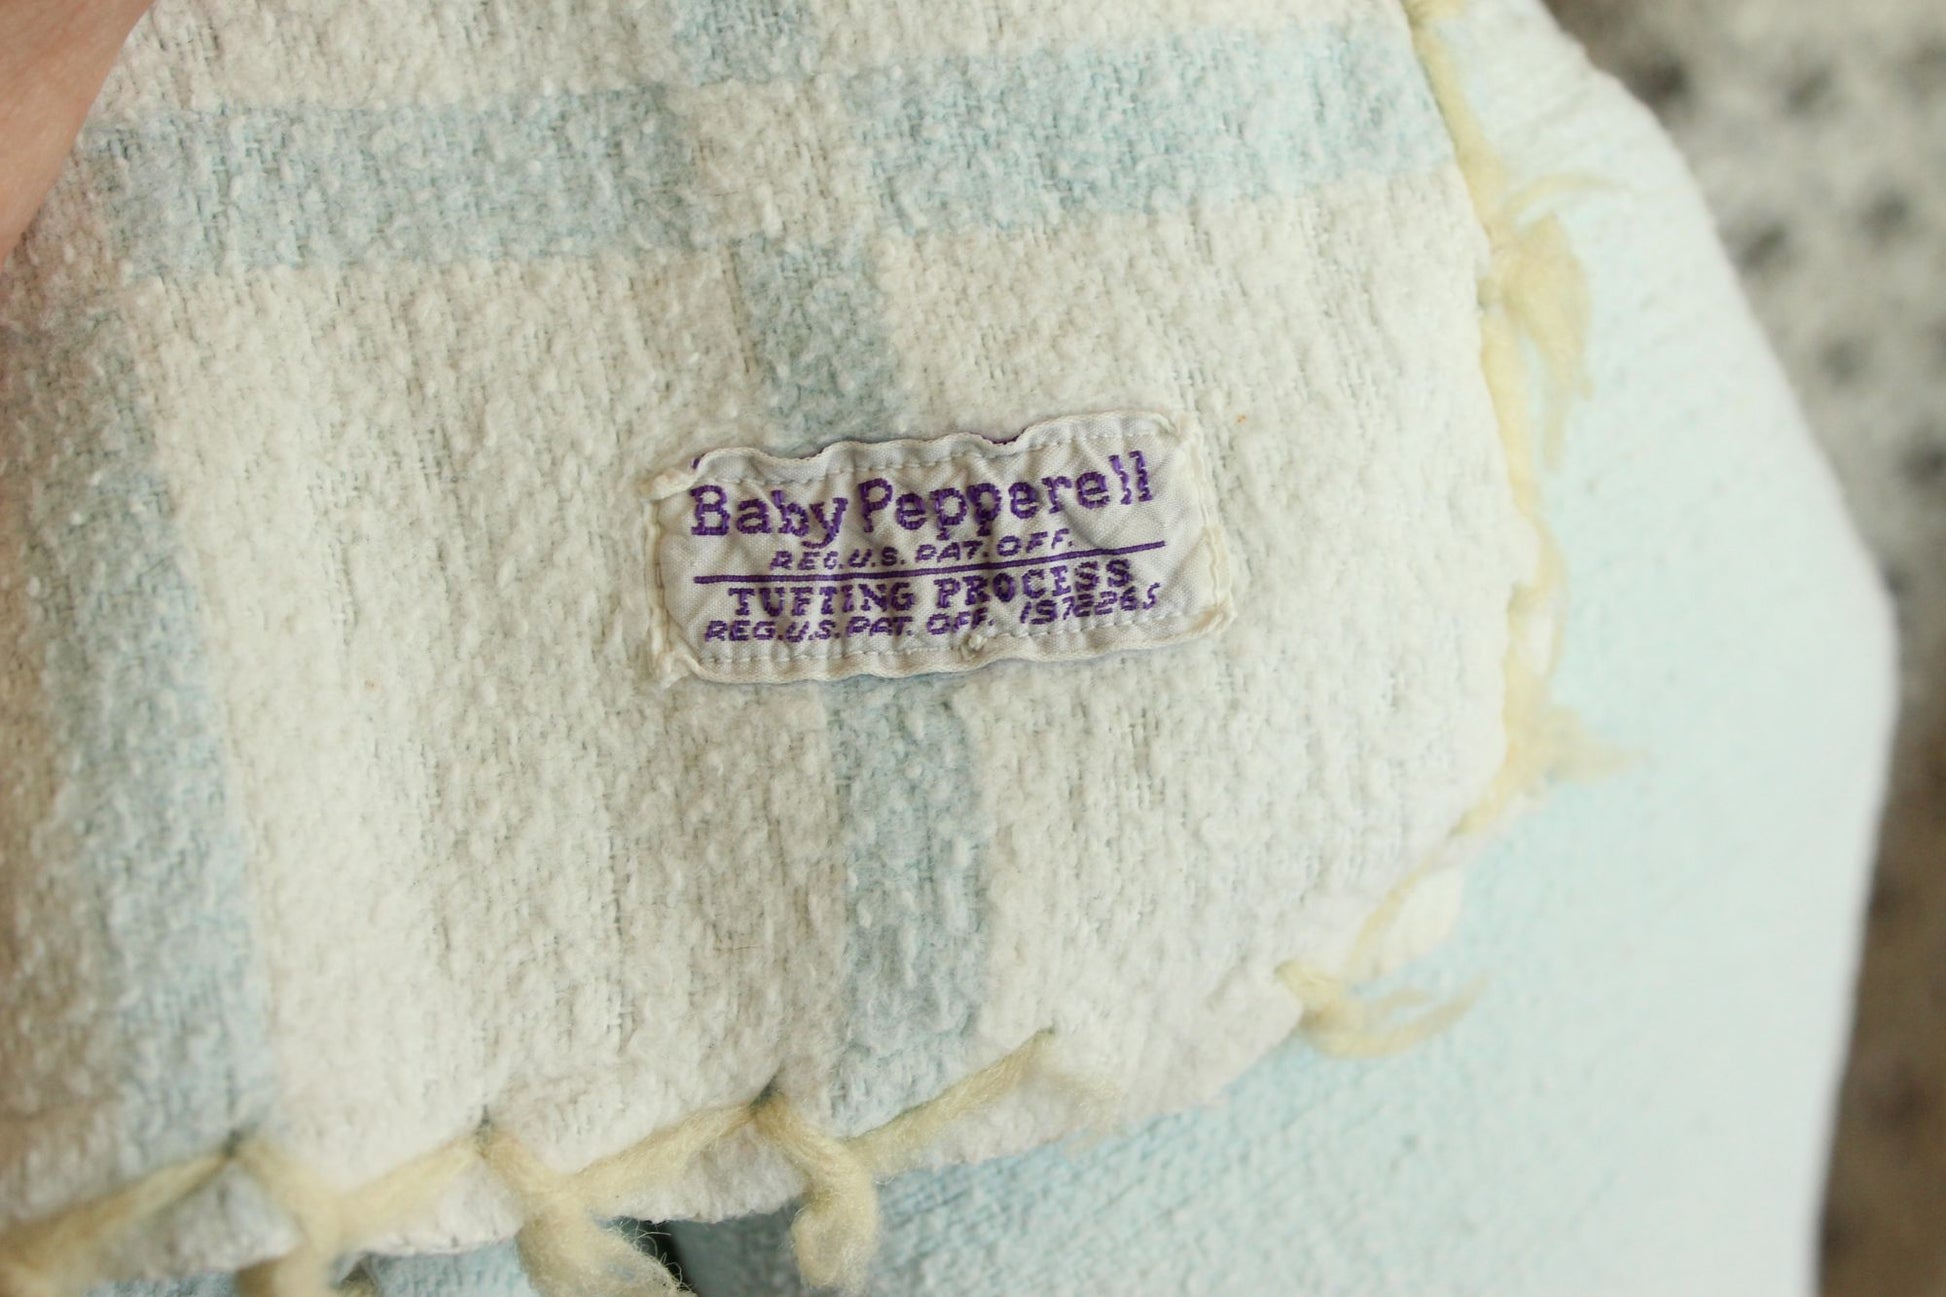 Baby Pepperell
REG.U.S.PAT.OFF.
TUFTING PROCESS
REG.U.S.PAT. OFF. 1972265